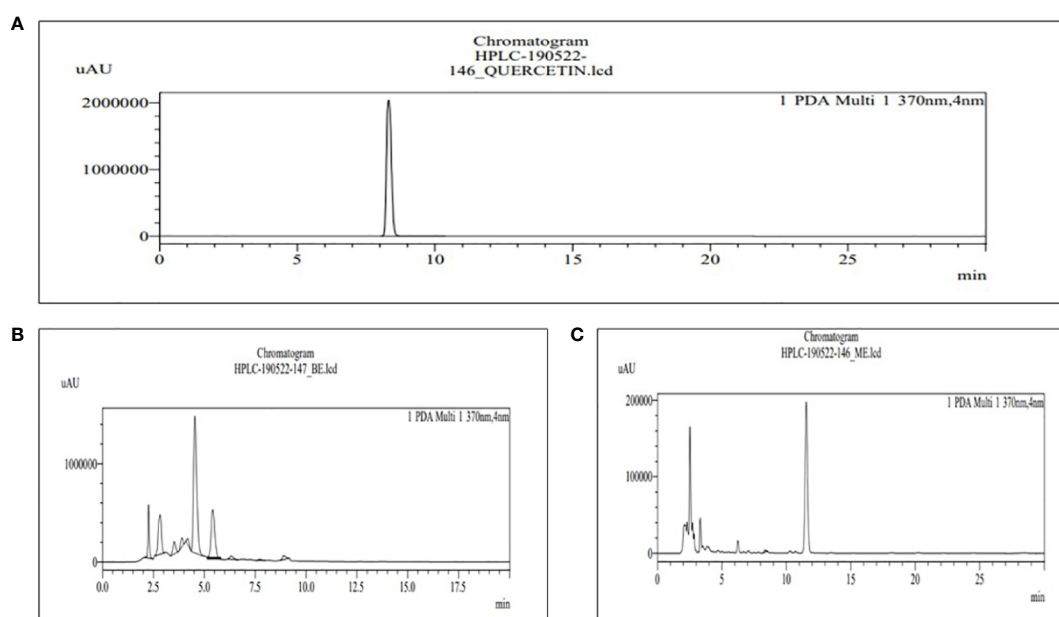 A
Chromatogram
HPLC-190522-
146_QUERCETIN.lcd
uAU
1 PDA Multi 1 370nm,4nm
2000000
1000000
0
0 5 10 15 20 25
min
B
Chromatogram
HPLC-190522-147_BE.lcd
uAU
1 PDA Multi 1 370nm,4nm
1000000
0
0.0 2.5 5.0 7.5 10.0 12.5 15.0 17.5
min
C
Chromatogram
HPLC-190522-146_ME.lcd
uAU
200000
1 PDA Multi 1 370nm,4nm
100000
0
0 5 10 15 20 25
min